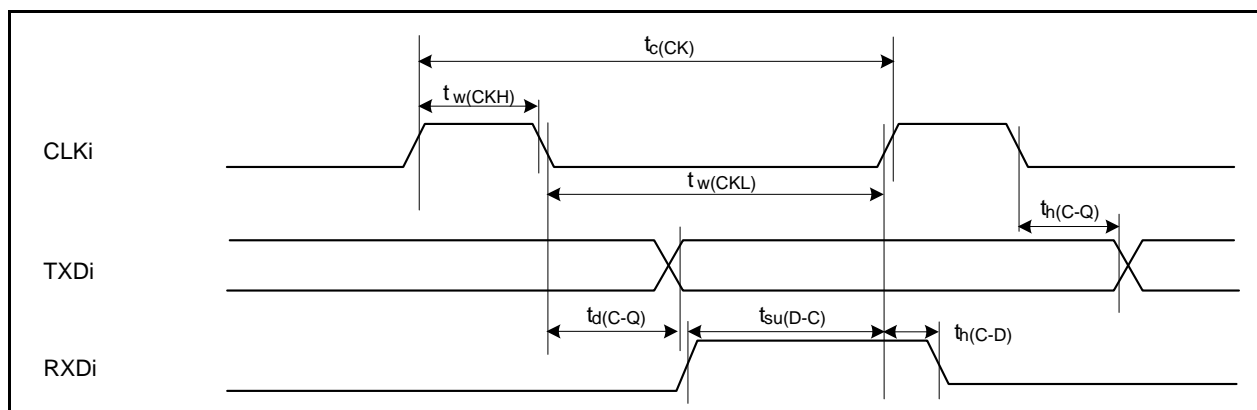 tc(CK)
tw(CKH)
CLKi
tw(CKL)
th(C-Q)
TXDi
td(C-Q)
tsu(D-C)
th(C-D)
RXDi